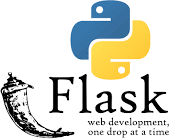 Flask
web development,
one drop at a time